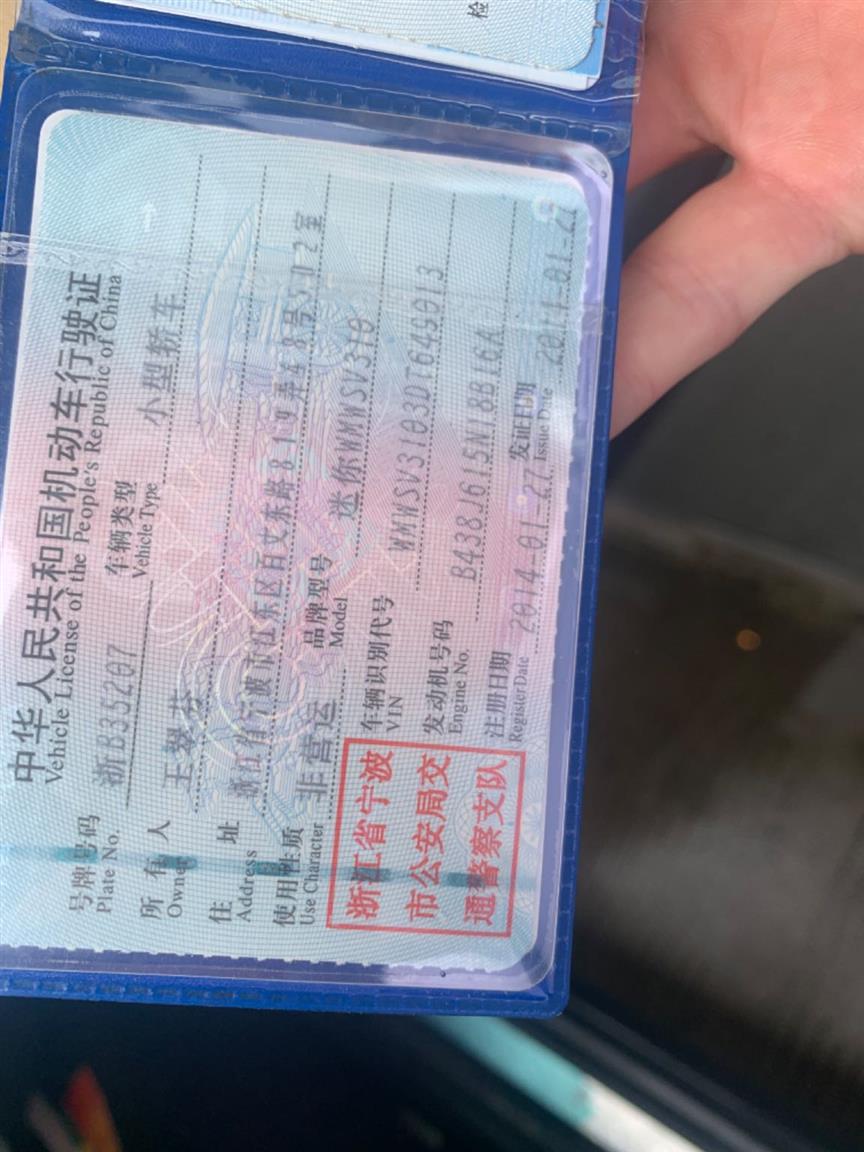 检
中华人民共和国机动车行驶证
Vehicle License of the People's Republic of China
号牌号码 浙B35207 车辆类型 小型轿车
Plate No. Vehicle Type
所有人 王翠芬
Owner
住址 浙江省宁波市江东区百丈东路819弄48号502室
Address
使用性质 非营运 品牌型号 迷你WMWSV310
Use Character Model
车辆识别代号 WMWSV3103DT649013
VIN
发动机号码 B438J615N18B16A
Engine No.
注册日期 2014-01-27 发证日期 2014-01-27
Register Date Issue Date
浙江省宁波
市公安局交
通警察支队